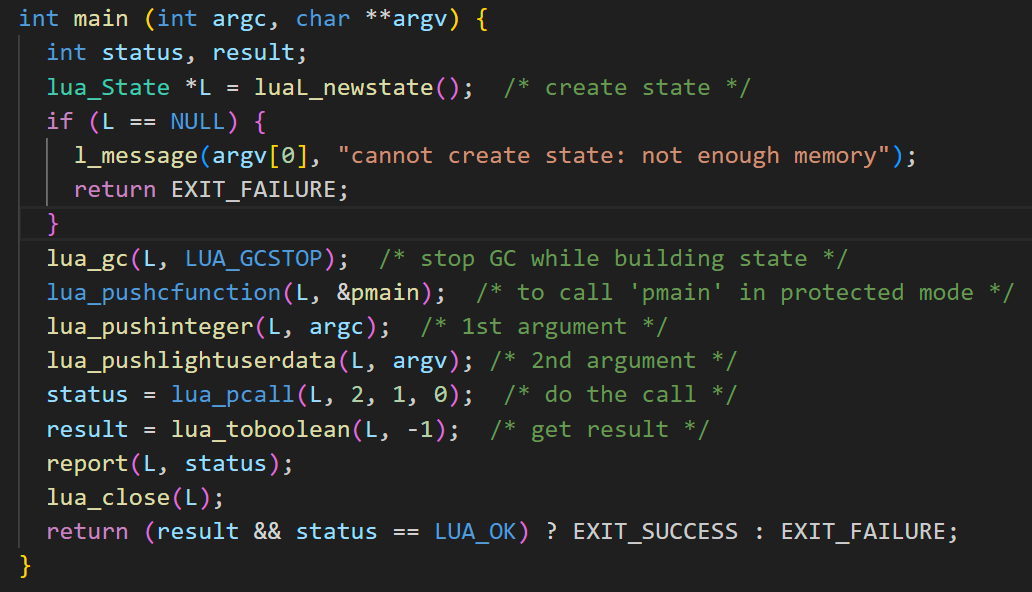 int main (int argc, char **argv) {
  int status, result;
  lua_State *L = luaL_newstate();  /* create state */
  if (L == NULL) {
    l_message(argv[0], "cannot create state: not enough memory");
    return EXIT_FAILURE;
  }
  lua_gc(L, LUA_GCSTOP);  /* stop GC while building state */
  lua_pushcfunction(L, &pmain);  /* to call 'pmain' in protected mode */
  lua_pushinteger(L, argc);  /* 1st argument */
  lua_pushlightuserdata(L, argv); /* 2nd argument */
  status = lua_pcall(L, 2, 1, 0);  /* do the call */
  result = lua_toboolean(L, -1);  /* get result */
  report(L, status);
  lua_close(L);
  return (result && status == LUA_OK) ? EXIT_SUCCESS : EXIT_FAILURE;
}